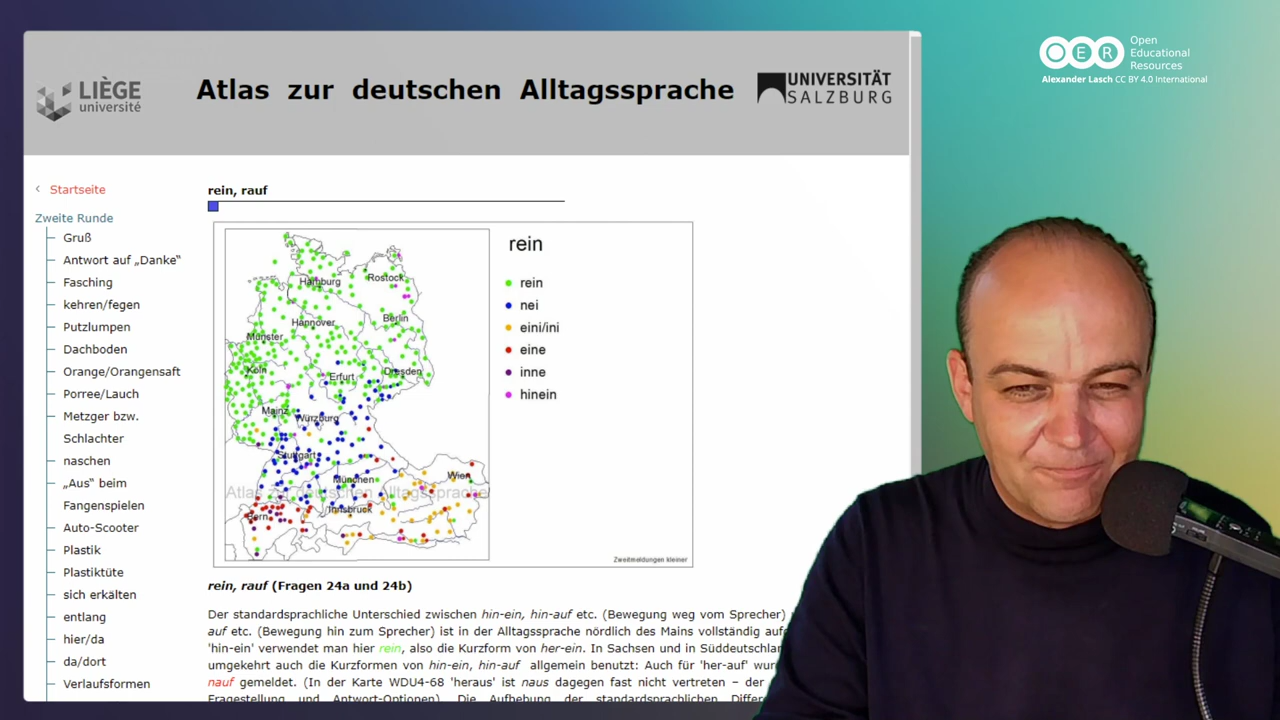 LIÈGE
université
Atlas zur deutschen Alltagssprache
UNIVERSITÄT
SALZBURG
OER
Open
Educational
Resources
Alexander Lasch CC BY 4.0 International
‹ Startseite
Zweite Runde
Gruß
Antwort auf „Danke“
Fasching
kehren/fegen
Putzlumpen
Dachboden
Orange/Orangensaft
Porree/Lauch
Metzger bzw.
Schlachter
naschen
„Aus“ beim
Fangenspielen
Auto-Scooter
Plastik
Plastiktüte
sich erkälten
entlang
hier/da
da/dort
Verlaufsformen
rein, rauf
Hamburg
Rostock
Hannover
Berlin
Münster
Köln
Erfurt
Dresden
Mainz
Würzburg
Stuttgart
Wien
München
Atlas zur deutschen Alltagssprache
Innsbruck
Bern
rein
rein
nei
eini/ini
eine
inne
hinein
Zweitmeldungen kleiner
rein, rauf (Fragen 24a und 24b)
Der standardsprachliche Unterschied zwischen hin-ein, hin-auf etc. (Bewegung weg vom Sprecher)
auf etc. (Bewegung hin zum Sprecher) ist in der Alltagssprache nördlich des Mains vollständig
'hin-ein' verwendet man hier rein, also die Kurzform von her-ein. In Sachsen und in
umgekehrt auch die Kurzformen von hin-ein, hin-auf allgemein benutzt: Auch für 'her-auf'
nauf gemeldet. (In der Karte WDU4-68 'heraus' ist naus dagegen fast nicht vertreten – der
Fragestellung und Antwort-Optionen). Die Aufhebung der standardsprachlichen